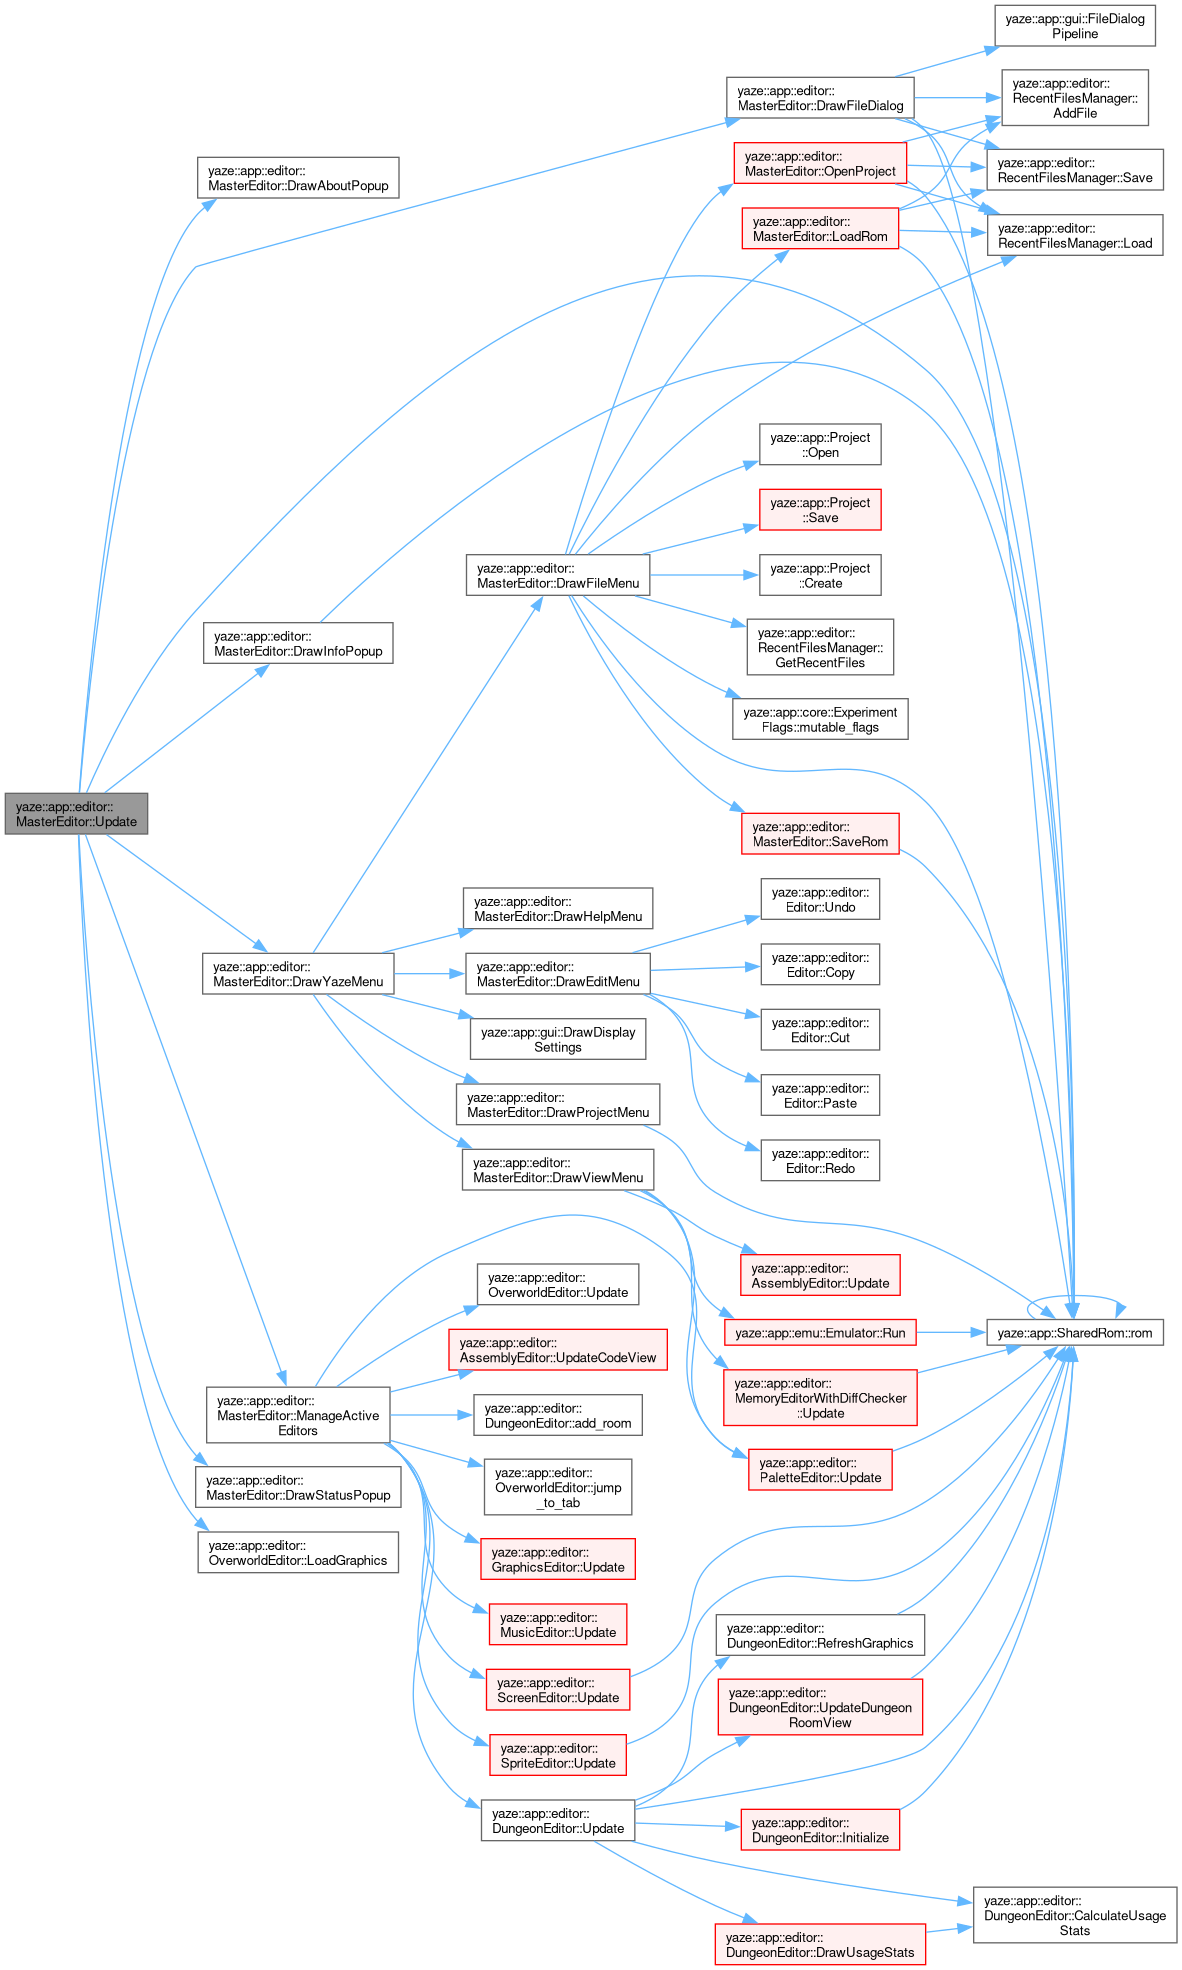 yaze::app::gui::FileDialog
Pipeline
yaze::app::editor::
MasterEditor::DrawFileDialog
yaze::app::editor::
RecentFilesManager::
AddFile
yaze::app::editor::
MasterEditor::OpenProject
yaze::app::editor::
RecentFilesManager::Save
yaze::app::editor::
MasterEditor::DrawAboutPopup
yaze::app::editor::
MasterEditor::LoadRom
yaze::app::editor::
RecentFilesManager::Load
yaze::app::Project
::Open
yaze::app::Project
::Save
yaze::app::editor::
MasterEditor::DrawFileMenu
yaze::app::Project
::Create
yaze::app::editor::
MasterEditor::DrawInfoPopup
yaze::app::editor::
RecentFilesManager::
GetRecentFiles
yaze::app::core::Experiment
Flags::mutable_flags
yaze::app::editor::
MasterEditor::Update
yaze::app::editor::
MasterEditor::SaveRom
yaze::app::editor::
MasterEditor::DrawHelpMenu
yaze::app::editor::
Editor::Undo
yaze::app::editor::
MasterEditor::DrawYazeMenu
yaze::app::editor::
MasterEditor::DrawEditMenu
yaze::app::editor::
Editor::Copy
yaze::app::gui::DrawDisplay
Settings
yaze::app::editor::
Editor::Cut
yaze::app::editor::
MasterEditor::DrawProjectMenu
yaze::app::editor::
Editor::Paste
yaze::app::editor::
MasterEditor::DrawViewMenu
yaze::app::editor::
Editor::Redo
yaze::app::editor::
AssemblyEditor::Update
yaze::app::editor::
OverworldEditor::Update
yaze::app::emu::Emulator::Run
yaze::app::SharedRom::rom
yaze::app::editor::
AssemblyEditor::UpdateCodeView
yaze::app::editor::
MemoryEditorWithDiffChecker
::Update
yaze::app::editor::
MasterEditor::ManageActive
Editors
yaze::app::editor::
DungeonEditor::add_room
yaze::app::editor::
PaletteEditor::Update
yaze::app::editor::
MasterEditor::DrawStatusPopup
yaze::app::editor::
OverworldEditor::jump
_to_tab
yaze::app::editor::
OverworldEditor::LoadGraphics
yaze::app::editor::
GraphicsEditor::Update
yaze::app::editor::
MusicEditor::Update
yaze::app::editor::
DungeonEditor::RefreshGraphics
yaze::app::editor::
ScreenEditor::Update
yaze::app::editor::
DungeonEditor::UpdateDungeon
RoomView
yaze::app::editor::
SpriteEditor::Update
yaze::app::editor::
DungeonEditor::Update
yaze::app::editor::
DungeonEditor::Initialize
yaze::app::editor::
DungeonEditor::CalculateUsage
Stats
yaze::app::editor::
DungeonEditor::DrawUsageStats